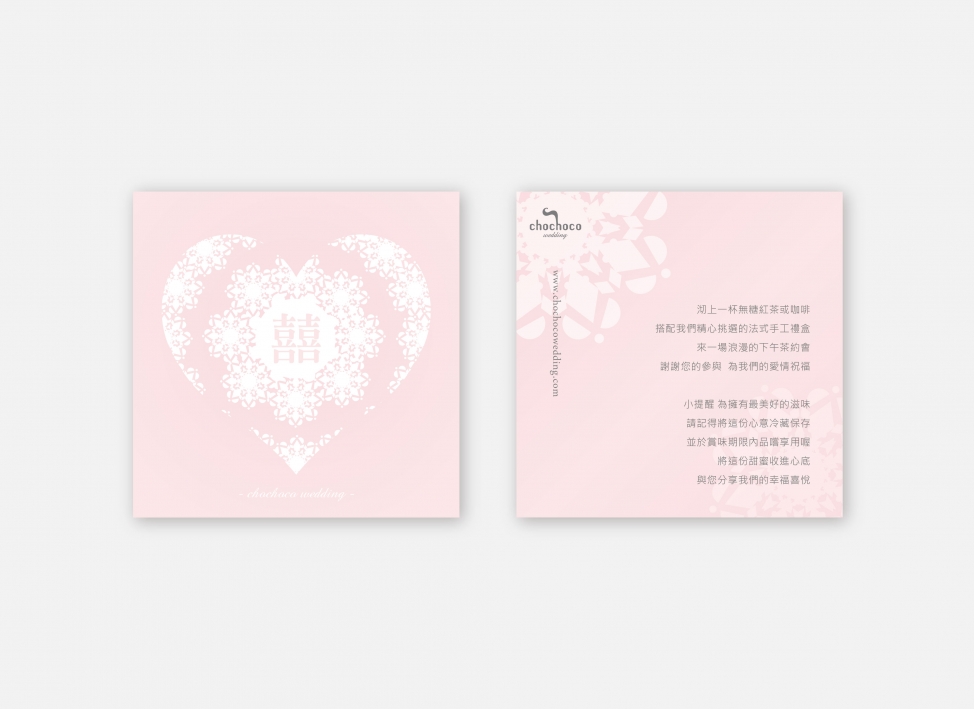 囍
- chochoco wedding -
chochoco
wedding
www.chochocowedding.com
沏上一杯無糖紅茶或咖啡
搭配我們精心挑選的法式手工禮盒
來一場浪漫的下午茶約會
謝謝您的參與 為我們的愛情祝福
小提醒 為擁有最美好的滋味
請記得將這份心意冷藏保存
並於賞味期限內品嚐享用喔
將這份甜蜜收進心底
與您分享我們的幸福喜悅